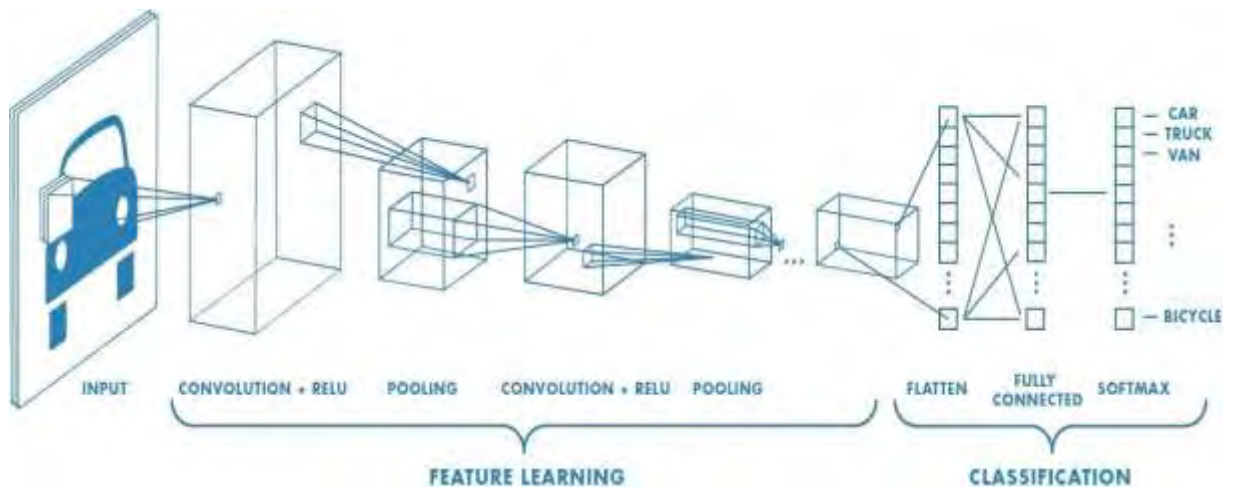 CAR
TRUCK
VAN
BICYCLE
INPUT
CONVOLUTION + RELU
POOLING
CONVOLUTION + RELU
POOLING
FLATTEN
FULLY
CONNECTED
SOFTMAX
FEATURE LEARNING
CLASSIFICATION